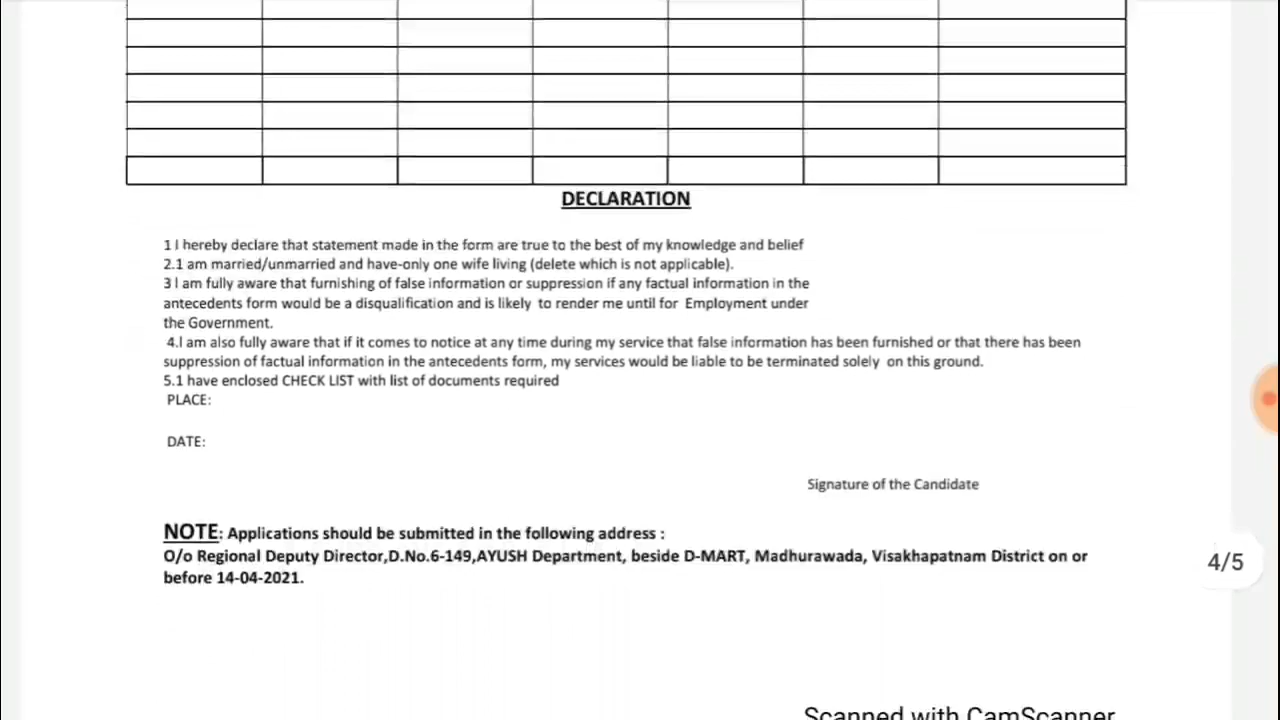 DECLARATION
1 I hereby declare that statement made in the form are true to the best of my knowledge and belief
2.1 am married/unmarried and have-only one wife living (delete which is not applicable).
3 I am fully aware that furnishing of false information or suppression if any factual information in the
antecedents form would be a disqualification and is likely to render me until for Employment under
the Government.
4.I am also fully aware that if it comes to notice at any time during my service that false information has been furnished or that there has been
suppression of factual information in the antecedents form, my services would be liable to be terminated solely on this ground.
5.1 have enclosed CHECK LIST with list of documents required
PLACE:
DATE:
Signature of the Candidate
NOTE: Applications should be submitted in the following address :
O/o Regional Deputy Director,D.No.6-149,AYUSH Department, beside D-MART, Madhurawada, Visakhapatnam District on or
4/5
before 14-04-2021.
Scanned with CamScanner